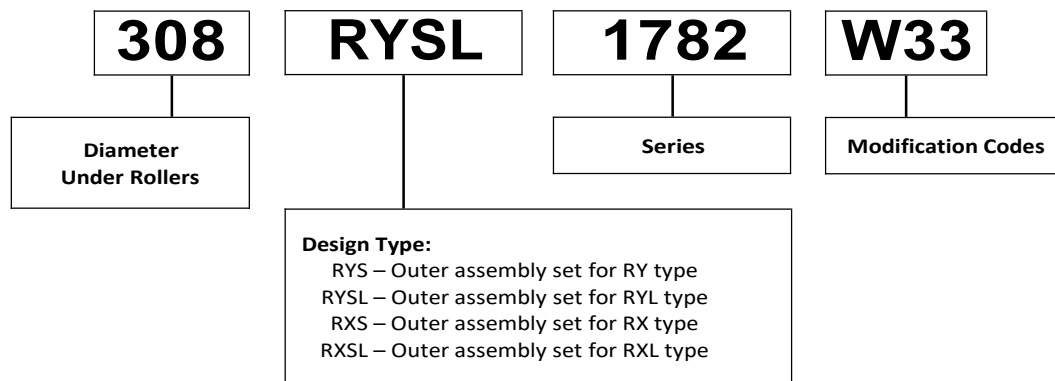 308 RYSL 1782 W33
Diameter
Under Rollers
Series
Modification Codes
Design Type:
RYS – Outer assembly set for RY type
RYSL – Outer assembly set for RYL type
RXS – Outer assembly set for RX type
RXSL – Outer assembly set for RXL type